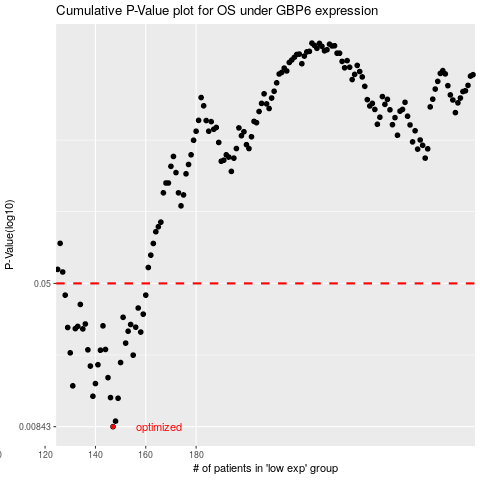 Cumulative P-Value plot for OS under GBP6 expression
P-Value(log10)
0.05
0.00843
optimized
0 120 140 160 180
# of patients in 'low exp' group